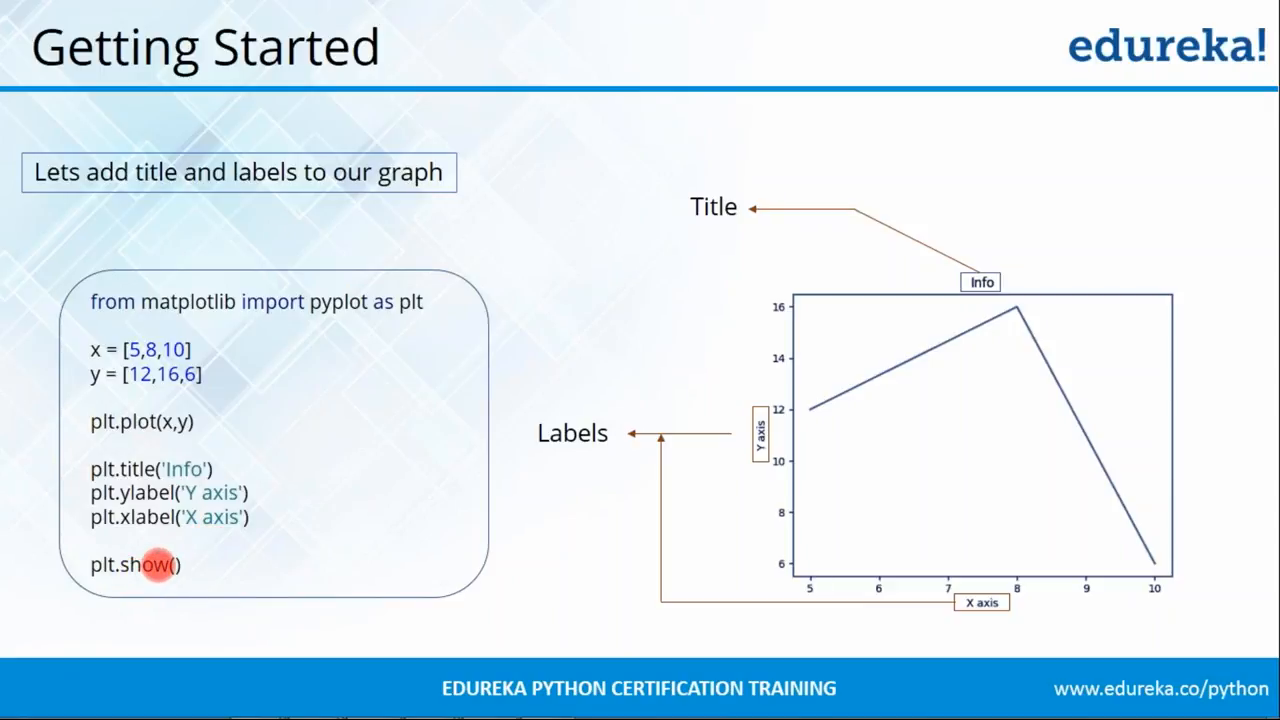 Getting Started
edureka!
Lets add title and labels to our graph
from matplotlib import pyplot as plt
x = [5,8,10]
y = [12,16,6]
plt.plot(x,y)
plt.title('Info')
plt.ylabel('Y axis')
plt.xlabel('X axis')
plt.show()
Title
Info
Labels
Y axis
16
14
12
10
8
6
5 6 7 8 9 10
X axis
EDUREKA PYTHON CERTIFICATION TRAINING
www.edureka.co/python